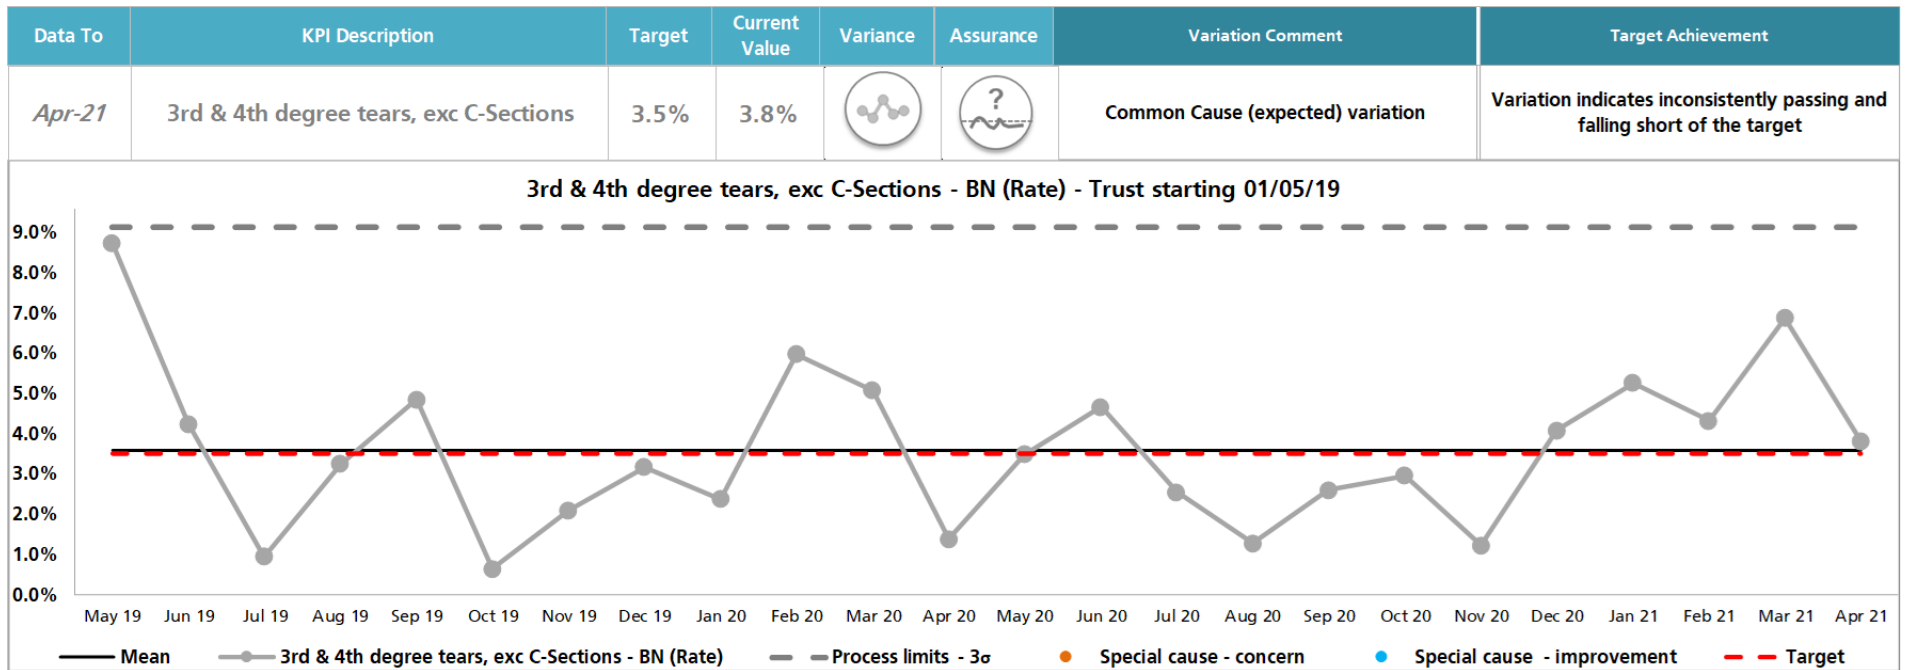 Data To KPI Description Target Current Value Variance Assurance Variation Comment Target Achievement
Apr-21 3rd & 4th degree tears, exc C-Sections 3.5% 3.8% ? Common Cause (expected) variation Variation indicates inconsistently passing and falling short of the target
3rd & 4th degree tears, exc C-Sections - BN (Rate) - Trust starting 01/05/19
9.0%
8.0%
7.0%
6.0%
5.0%
4.0%
3.0%
2.0%
1.0%
0.0%
May 19 Jun 19 Jul 19 Aug 19 Sep 19 Oct 19 Nov 19 Dec 19 Jan 20 Feb 20 Mar 20 Apr 20 May 20 Jun 20 Jul 20 Aug 20 Sep 20 Oct 20 Nov 20 Dec 20 Jan 21 Feb 21 Mar 21 Apr 21
Mean 3rd & 4th degree tears, exc C-Sections - BN (Rate) Process limits - 3σ Special cause - concern Special cause - improvement Target